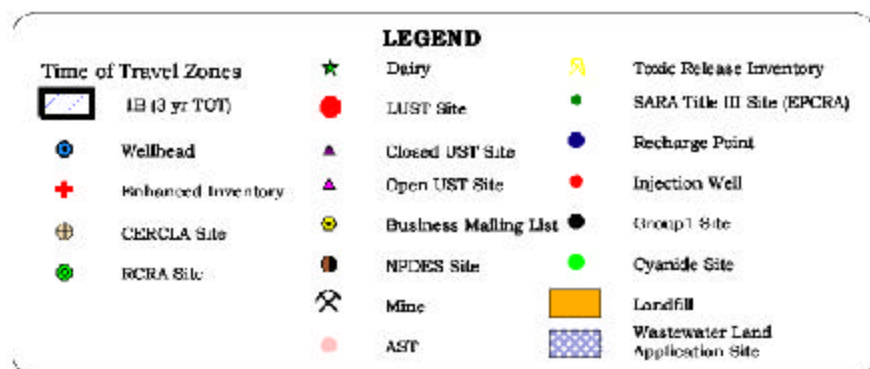 LEGEND
Time of Travel Zones
1B (3 yr TOT)
Wellhead
Enhanced Inventory
CERCLA Site
RCRA Site
Dairy
LUST Site
Closed UST Site
Open UST Site
Business Mailing List
NPDES Site
Mine
AST
Toxic Release Inventory
SARA Title III Site (EPCRA)
Recharge Point
Injection Well
Group1 Site
Cyanide Site
Landfill
Wastewater Land
Application Site